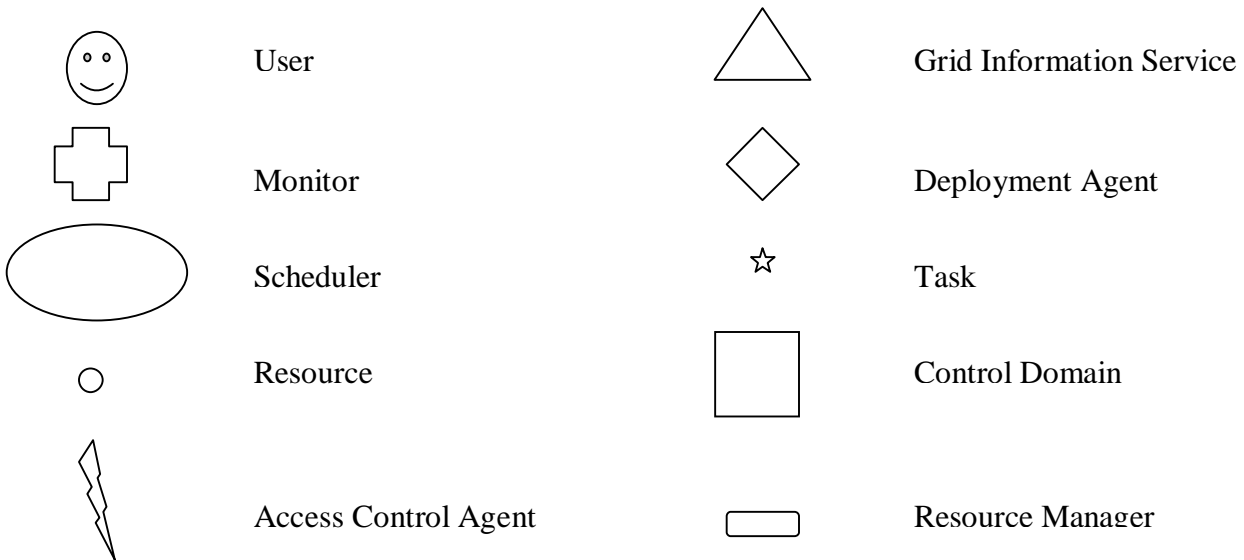 User
Grid Information Service
Monitor
Deployment Agent
Scheduler
Task
Resource
Control Domain
Access Control Agent
Resource Manager